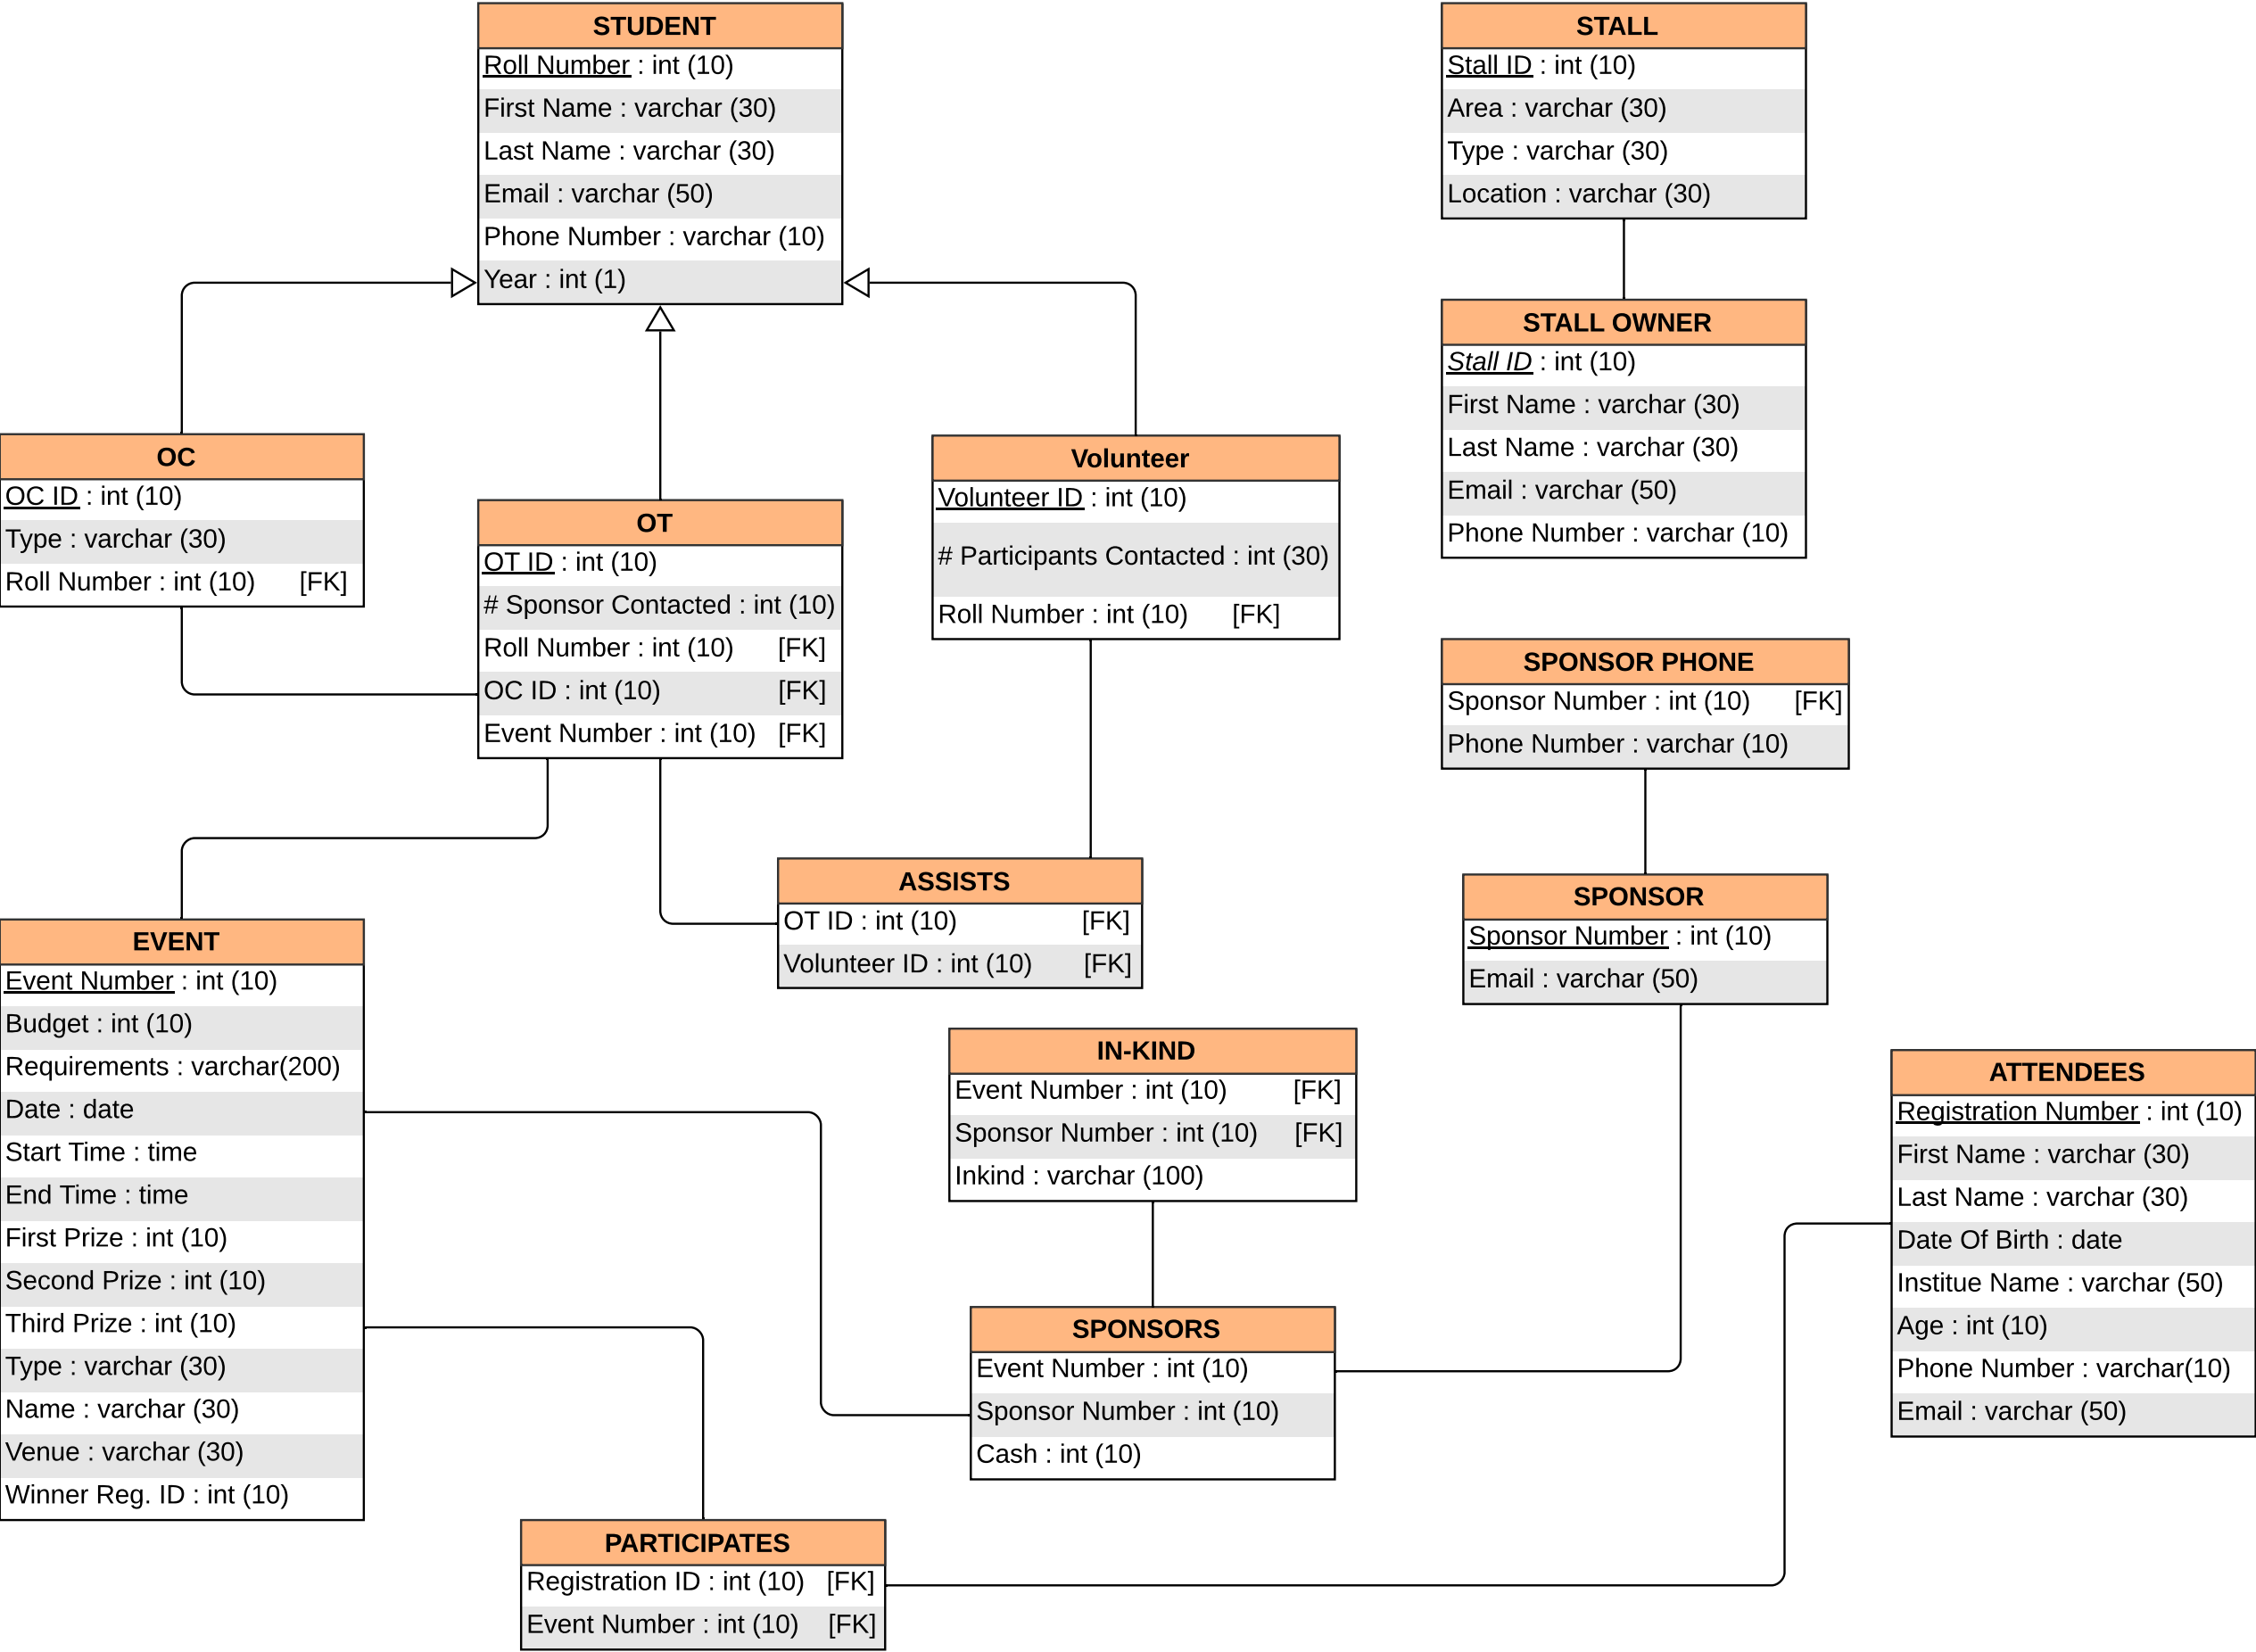 STUDENT
Roll Number : int (10)
First Name : varchar (30)
Last Name : varchar (30)
Email : varchar (50)
Phone Number : varchar (10)
Year : int (1)
STALL
Stall ID : int (10)
Area : varchar (30)
Type : varchar (30)
Location : varchar (30)
STALL OWNER
Stall ID : int (10)
First Name : varchar (30)
Last Name : varchar (30)
Email : varchar (50)
Phone Number : varchar (10)
OC
OC ID : int (10)
Type : varchar (30)
Roll Number : int (10) [FK]
OT
OT ID : int (10)
# Sponsor Contacted : int (10)
Roll Number : int (10) [FK]
OC ID : int (10) [FK]
Event Number : int (10) [FK]
Volunteer
Volunteer ID : int (10)
# Participants Contacted : int (30)
Roll Number : int (10) [FK]
SPONSOR PHONE
Sponsor Number : int (10) [FK]
Phone Number : varchar (10)
ASSISTS
OT ID : int (10) [FK]
Volunteer ID : int (10) [FK]
SPONSOR
Sponsor Number : int (10)
Email : varchar (50)
EVENT
Event Number : int (10)
Budget : int (10)
Requirements : varchar(200)
Date : date
Start Time : time
End Time : time
First Prize : int (10)
Second Prize : int (10)
Third Prize : int (10)
Type : varchar (30)
Name : varchar (30)
Venue : varchar (30)
Winner Reg. ID : int (10)
IN-KIND
Event Number : int (10) [FK]
Sponsor Number : int (10) [FK]
Inkind : varchar (100)
ATTENDEES
Registration Number : int (10)
First Name : varchar (30)
Last Name : varchar (30)
Date Of Birth : date
Institue Name : varchar (50)
Age : int (10)
Phone Number : varchar(10)
Email : varchar (50)
SPONSORS
Event Number : int (10)
Sponsor Number : int (10)
Cash : int (10)
PARTICIPATES
Registration ID : int (10) [FK]
Event Number : int (10) [FK]